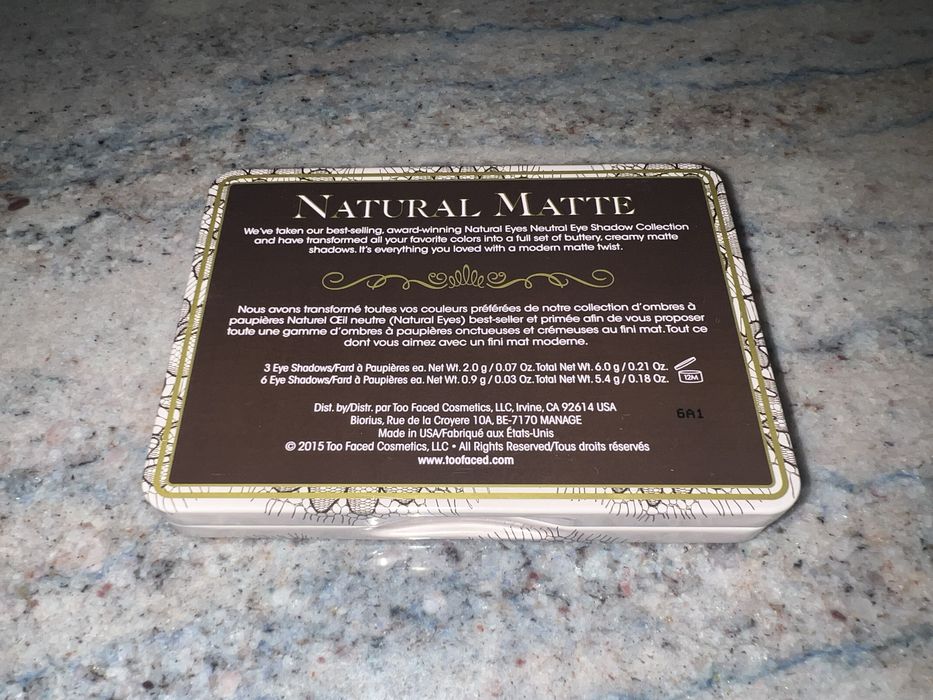 NATURAL MATTE
We've taken our best-selling, award-winning Natural Eyes Neutral Eye Shadow Collection
and have transformed all your favorite colors into a full set of buttery, creamy matte
shadows. It's everything you loved with a modern matte twist.
Nous avons transformé toutes vos couleurs préférées de notre collection d'ombres à
paupières Naturel Œil neutre (Natural Eyes) best-seller et primée afin de vous proposer
toute une gamme d'ombres à paupières onctueuses et crémeuses au fini mat. Tout ce
dont vous aimez avec un fini mat moderne.
3 Eye Shadows/Fard à Paupières ea. Net Wt. 2.0 g / 0.07 Oz. Total Net Wt. 6.0 g / 0.21 Oz.
6 Eye Shadows/Fard à Paupières ea. Net Wt. 0.9 g / 0.03 Oz. Total Net Wt. 5.4 g / 0.18 Oz.
12M
Dist. by/Distr. par Too Faced Cosmetics, LLC, Irvine, CA 92614 USA
6A1
Biorius, Rue de la Croyere 10A, BE-7170 MANAGE
Made in USA/Fabriqué aux États-Unis
© 2015 Too Faced Cosmetics, LLC • All Rights Reserved/Tous droits réservés
www.toofaced.com